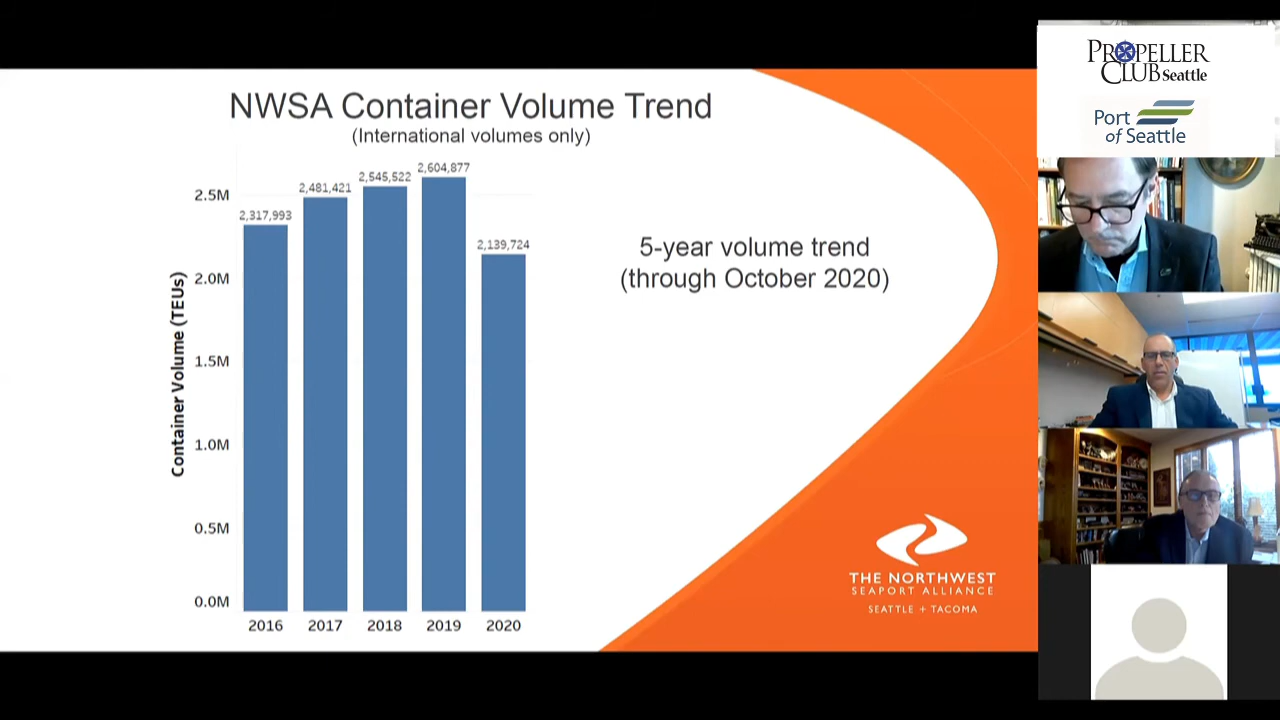 NWSA Container Volume Trend
(International volumes only)
2,317,993
2,481,421
2,545,522
2,604,877
2,139,724
2.5M
2.0M
1.5M
1.0M
0.5M
0.0M
Container Volume (TEUs)
2016 2017 2018 2019 2020
5-year volume trend
(through October 2020)
THE NORTHWEST
SEAPORT ALLIANCE
SEATTLE + TACOMA
PROPELLER
CLUB Seattle
Port
of Seattle